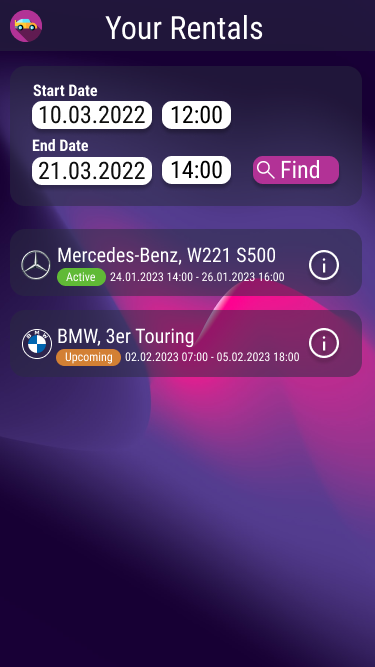 Your Rentals
Start Date
10.03.2022 12:00
End Date
21.03.2022 14:00 Find
Mercedes-Benz, W221 S500
Active 24.01.2023 14:00 - 26.01.2023 16:00
BMW
BMW, 3er Touring
Upcoming 02.02.2023 07:00 - 05.02.2023 18:00